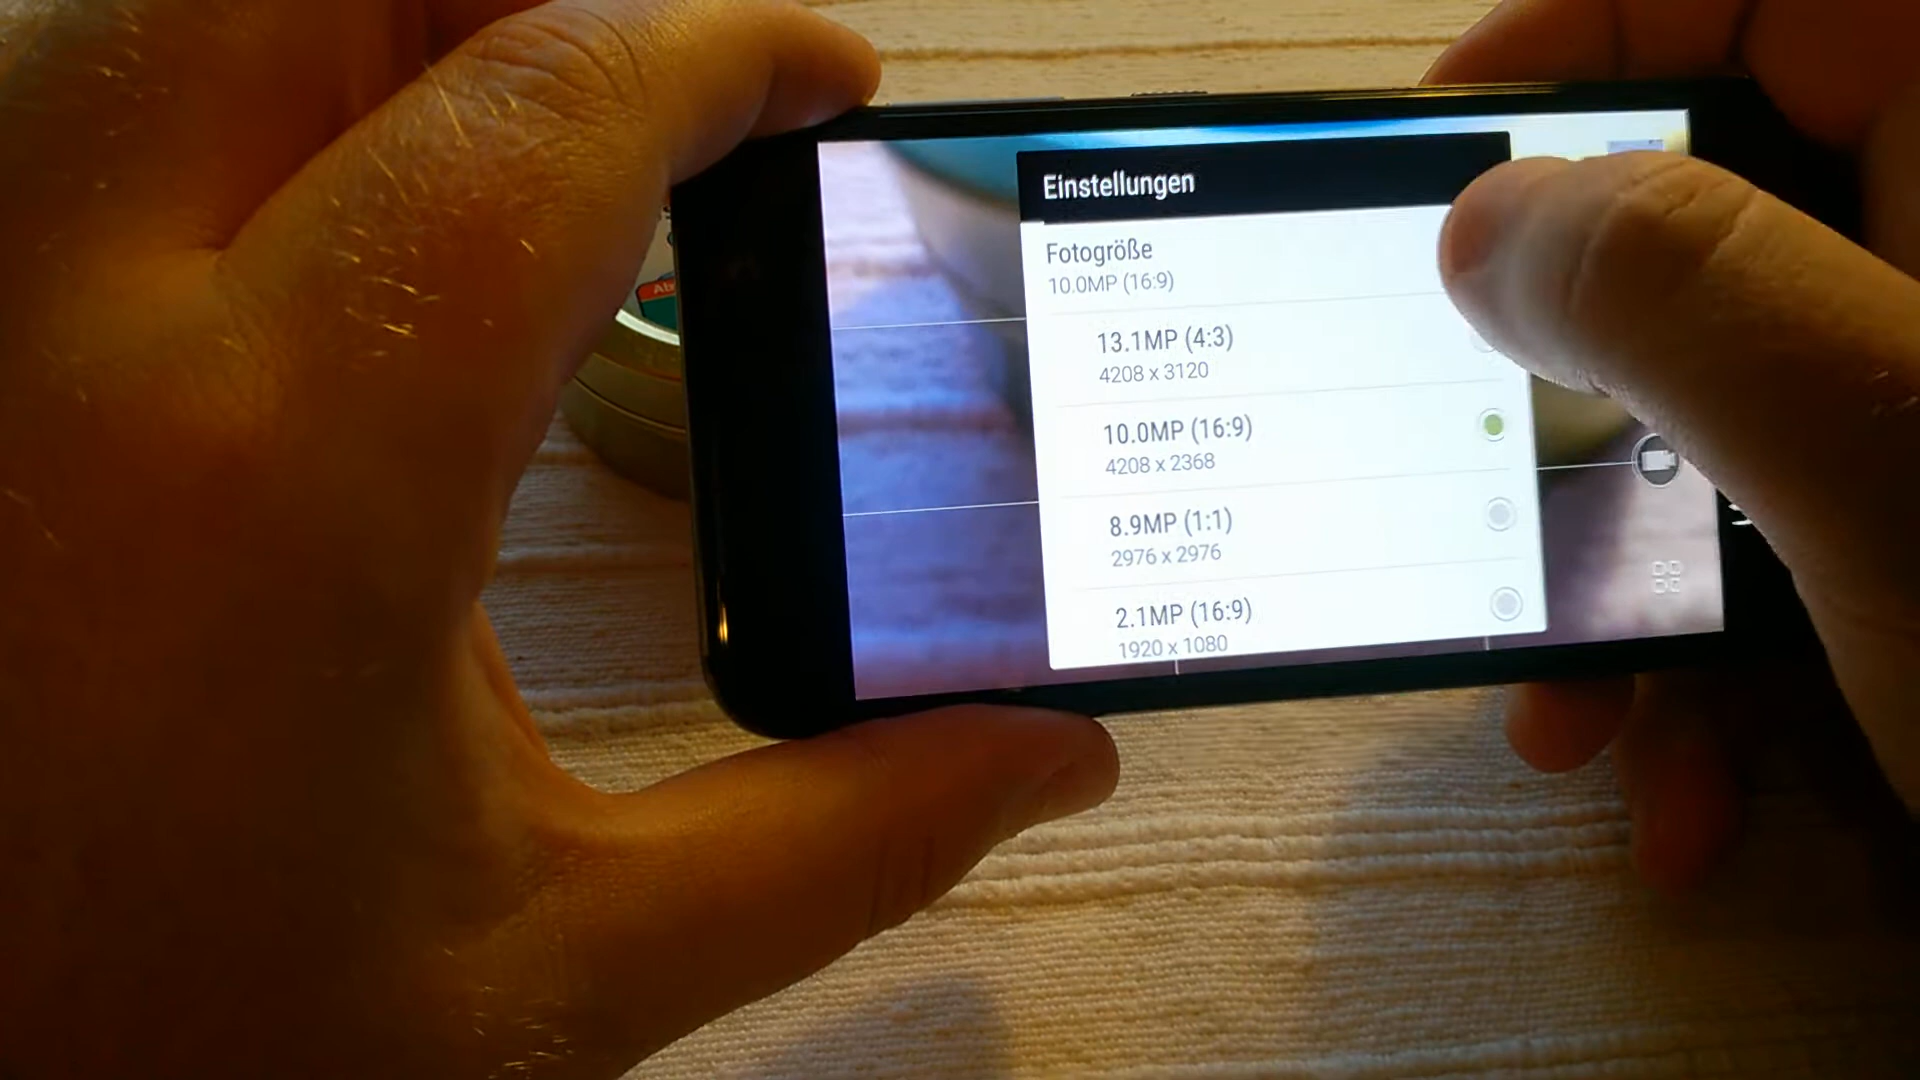 Einstellungen
Fotogröße
10.0MP (16:9)
13.1MP (4:3)
4208 x 3120
10.0MP (16:9)
4208 x 2368
8.9MP (1:1)
2976 x 2976
2.1MP (16:9)
1920 x 1080